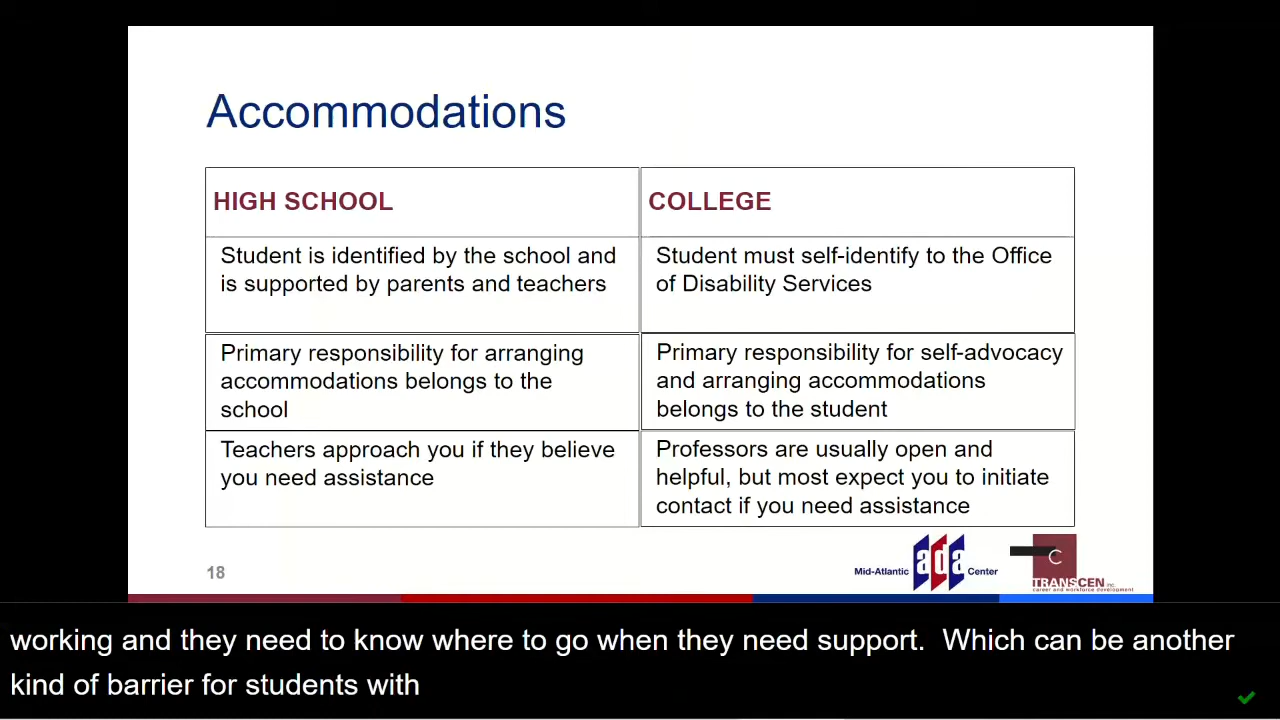 Accommodations
HIGH SCHOOL
COLLEGE
Student is identified by the school and
is supported by parents and teachers
Student must self-identify to the Office
of Disability Services
Primary responsibility for arranging
accommodations belongs to the
school
Primary responsibility for self-advocacy
and arranging accommodations
belongs to the student
Teachers approach you if they believe
you need assistance
Professors are usually open and
helpful, but most expect you to initiate
contact if you need assistance
18
Mid-Atlantic ada Center
C
TRANSCEN inc.
career and workforce development
working and they need to know where to go when they need support.  Which can be another
kind of barrier for students with